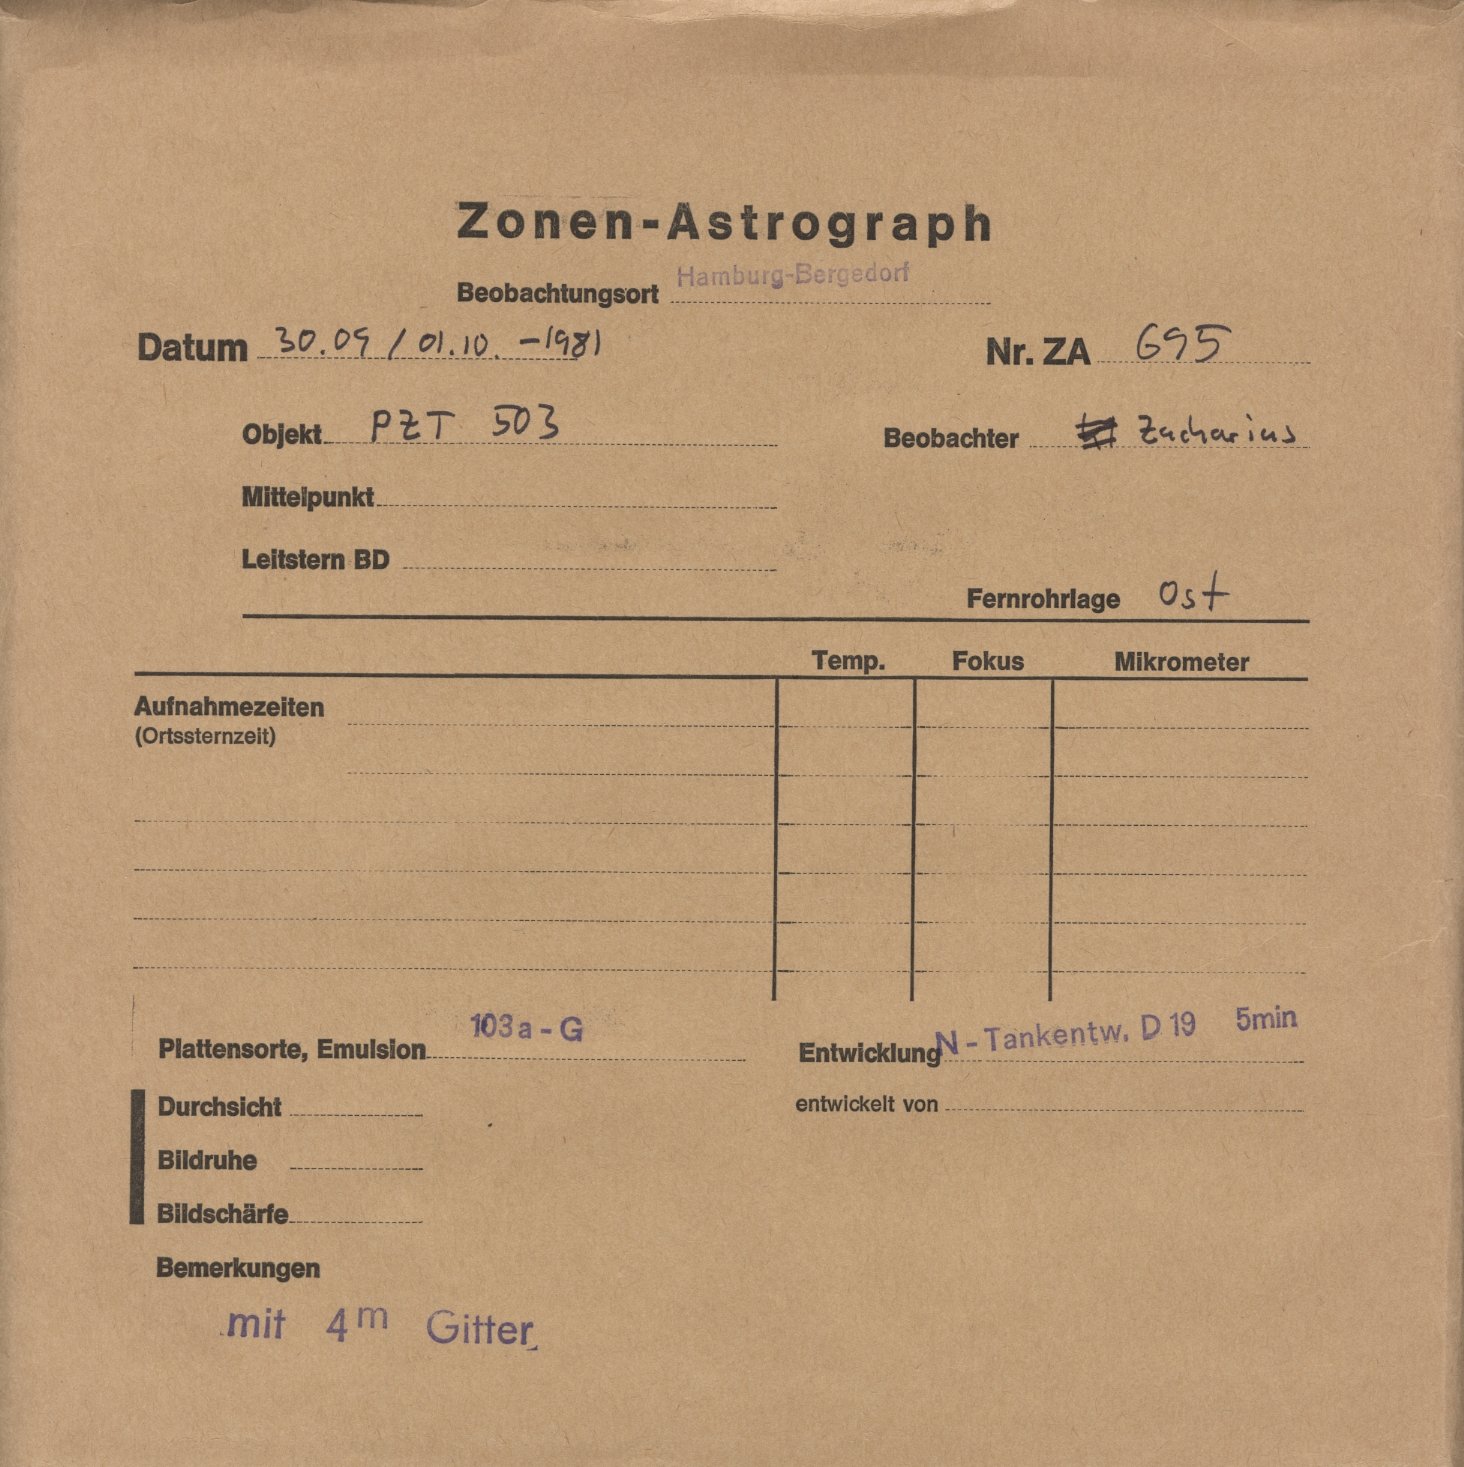 Zonen-Astrograph
Beobachtungsort Hamburg-Bergedorf
Datum 30.09 / 01.10. -1981 Nr. ZA 695
Objekt PZT 503 Beobachter Zacharias
Mittelpunkt
Leitstern BD
Fernrohrlage Ost
Temp. Fokus Mikrometer
Aufnahmezeiten
(Ortssternzeit)
Plattensorte, Emulsion 103a-G Entwicklung N-Tankentw. D 19 5min
Durchsicht entwickelt von
Bildruhe
Bildschärfe
Bemerkungen
mit 4m Gitter